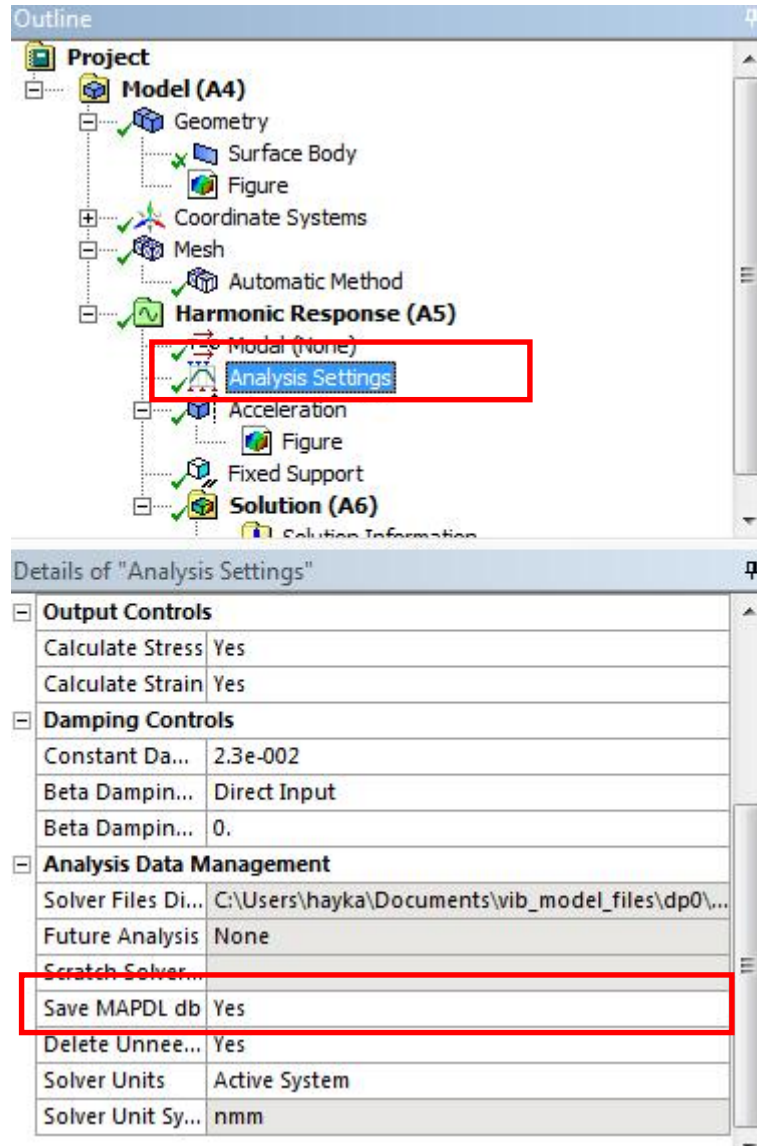 Outline
Project
Model (A4)
Geometry
Surface Body
Figure
Coordinate Systems
Mesh
Automatic Method
Harmonic Response (A5)
Modal (None)
Analysis Settings
Acceleration
Figure
Fixed Support
Solution (A6)
Solution Information
Details of "Analysis Settings"
Output Controls
Calculate Stress Yes
Calculate Strain Yes
Damping Controls
Constant Da... 2.3e-002
Beta Dampin... Direct Input
Beta Dampin... 0.
Analysis Data Management
Solver Files Di... C:\Users\hayka\Documents\vib_model_files\dp0\...
Future Analysis None
Scratch Solver...
Save MAPDL db Yes
Delete Unnee... Yes
Solver Units Active System
Solver Unit Sy... nmm